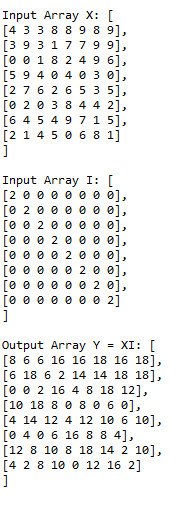 Input Array X: [
[4 3 3 8 8 9 8 9],
[3 9 3 1 7 7 9 9],
[0 0 1 8 2 4 9 6],
[5 9 4 0 4 0 3 0],
[2 7 6 2 6 5 3 5],
[0 2 0 3 8 4 4 2],
[6 4 5 4 9 7 1 5],
[2 1 4 5 0 6 8 1]
]
Input Array I: [
[2 0 0 0 0 0 0 0],
[0 2 0 0 0 0 0 0],
[0 0 2 0 0 0 0 0],
[0 0 0 2 0 0 0 0],
[0 0 0 0 2 0 0 0],
[0 0 0 0 0 2 0 0],
[0 0 0 0 0 0 2 0],
[0 0 0 0 0 0 0 2]
]
Output Array Y = XI: [
[8 6 6 16 16 18 16 18],
[6 18 6 2 14 14 18 18],
[0 0 2 16 4 8 18 12],
[10 18 8 0 8 0 6 0],
[4 14 12 4 12 10 6 10],
[0 4 0 6 16 8 8 4],
[12 8 10 8 18 14 2 10],
[4 2 8 10 0 12 16 2]
]